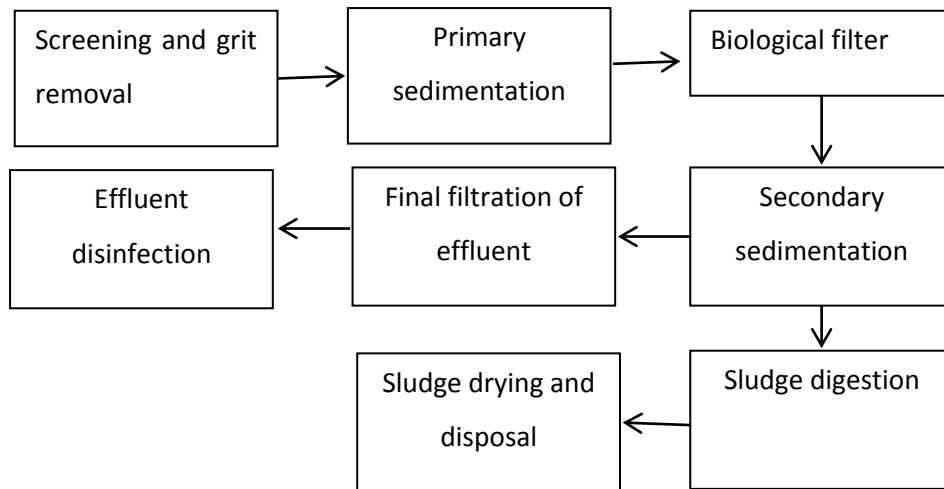 Screening and grit
removal
Primary
sedimentation
Biological filter
Effluent
disinfection
Final filtration of
effluent
Secondary
sedimentation
Sludge drying and
disposal
Sludge digestion